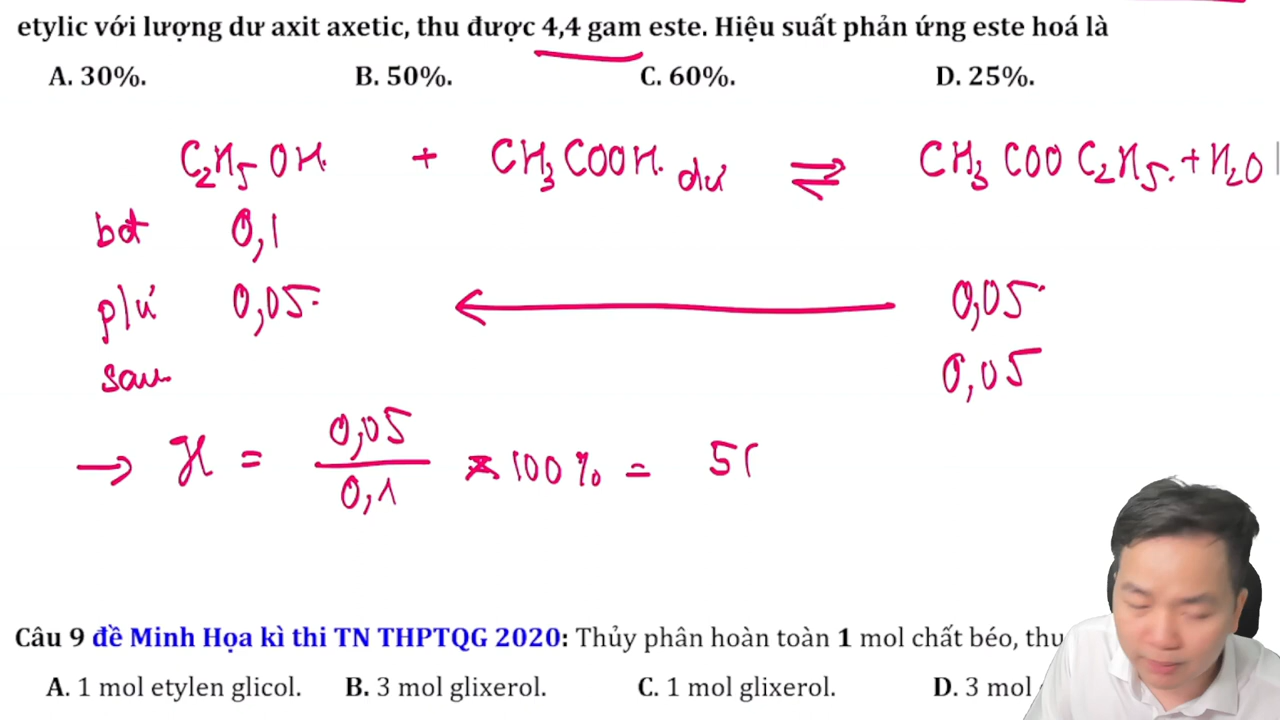 etylic với lượng dư axit axetic, thu được 4,4 gam este. Hiệu suất phản ứng este hoá là
A. 30%. B. 50%. C. 60%. D. 25%.
C₂H₅OH + CH₃COOH dư ⇌ CH₃COOC₂H₅ + H₂O
bđ 0,1
p/ứ 0,05 ← 0,05
sau 0,05
→ H = 0,05/0,1 × 100% = 5
Câu 9 đề Minh Họa kì thi TN THPTQG 2020: Thủy phân hoàn toàn 1 mol chất béo, thu
A. 1 mol etylen glicol. B. 3 mol glixerol. C. 1 mol glixerol. D. 3 mol